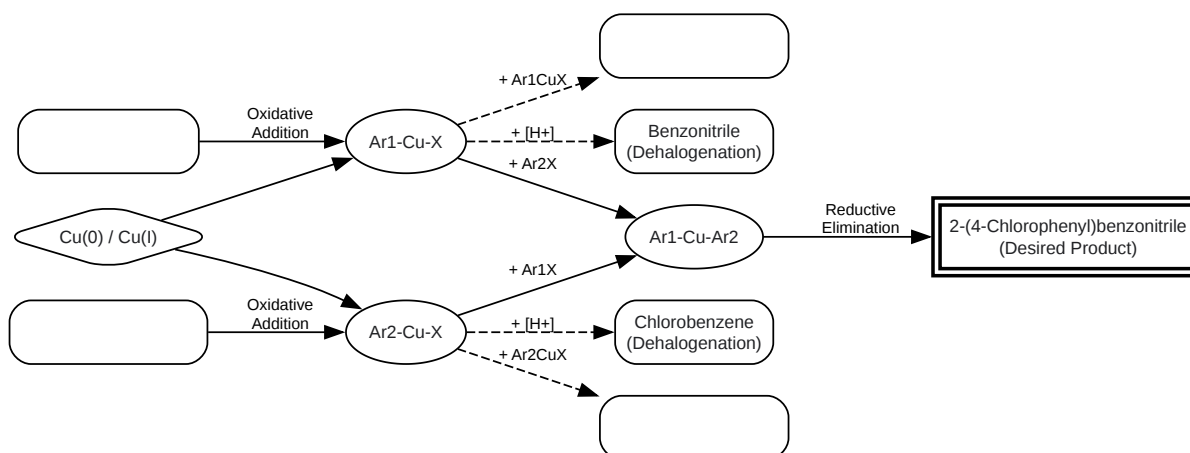 + Ar1CuX
Oxidative
Addition
Ar1-Cu-X
+ [H+]
Benzonitrile
(Dehalogenation)
+ Ar2X
Cu(0) / Cu(I)
Ar1-Cu-Ar2
Reductive
Elimination
2-(4-Chlorophenyl)benzonitrile
(Desired Product)
+ Ar1X
Oxidative
Addition
Ar2-Cu-X
+ [H+]
Chlorobenzene
(Dehalogenation)
+ Ar2CuX